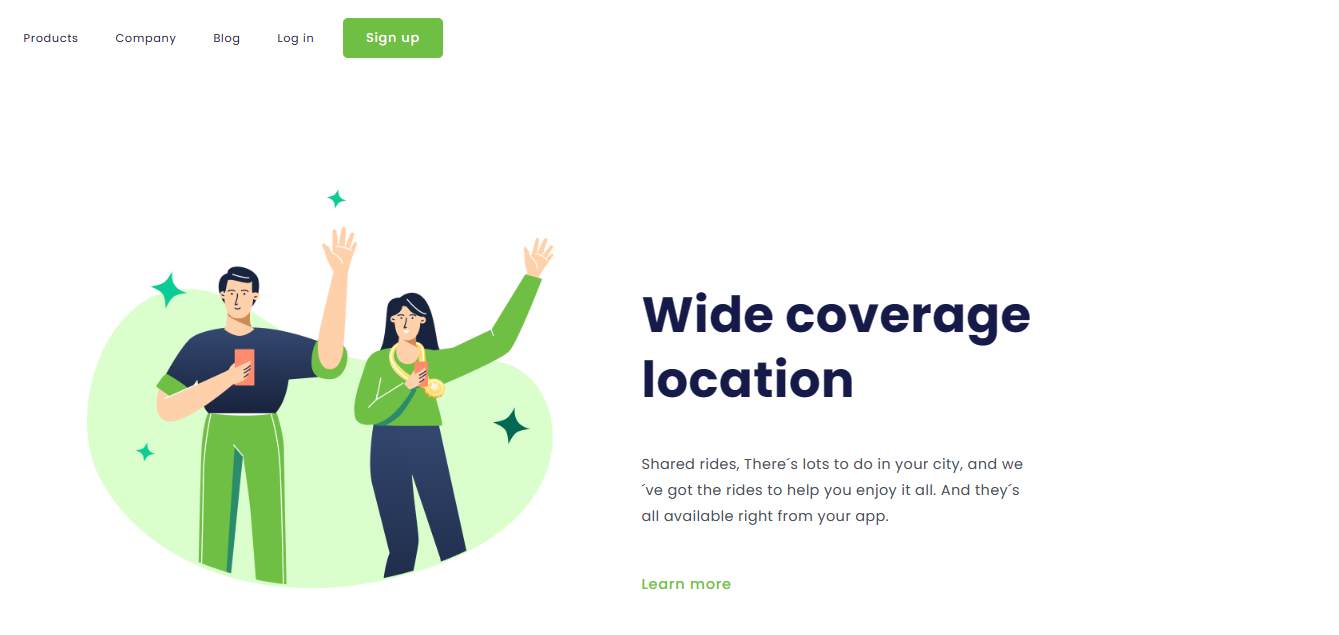 Products Company Blog Log in Sign up
Wide coverage
location
Shared rides, There´s lots to do in your city, and we
´ve got the rides to help you enjoy it all. And they´s
all available right from your app.
Learn more